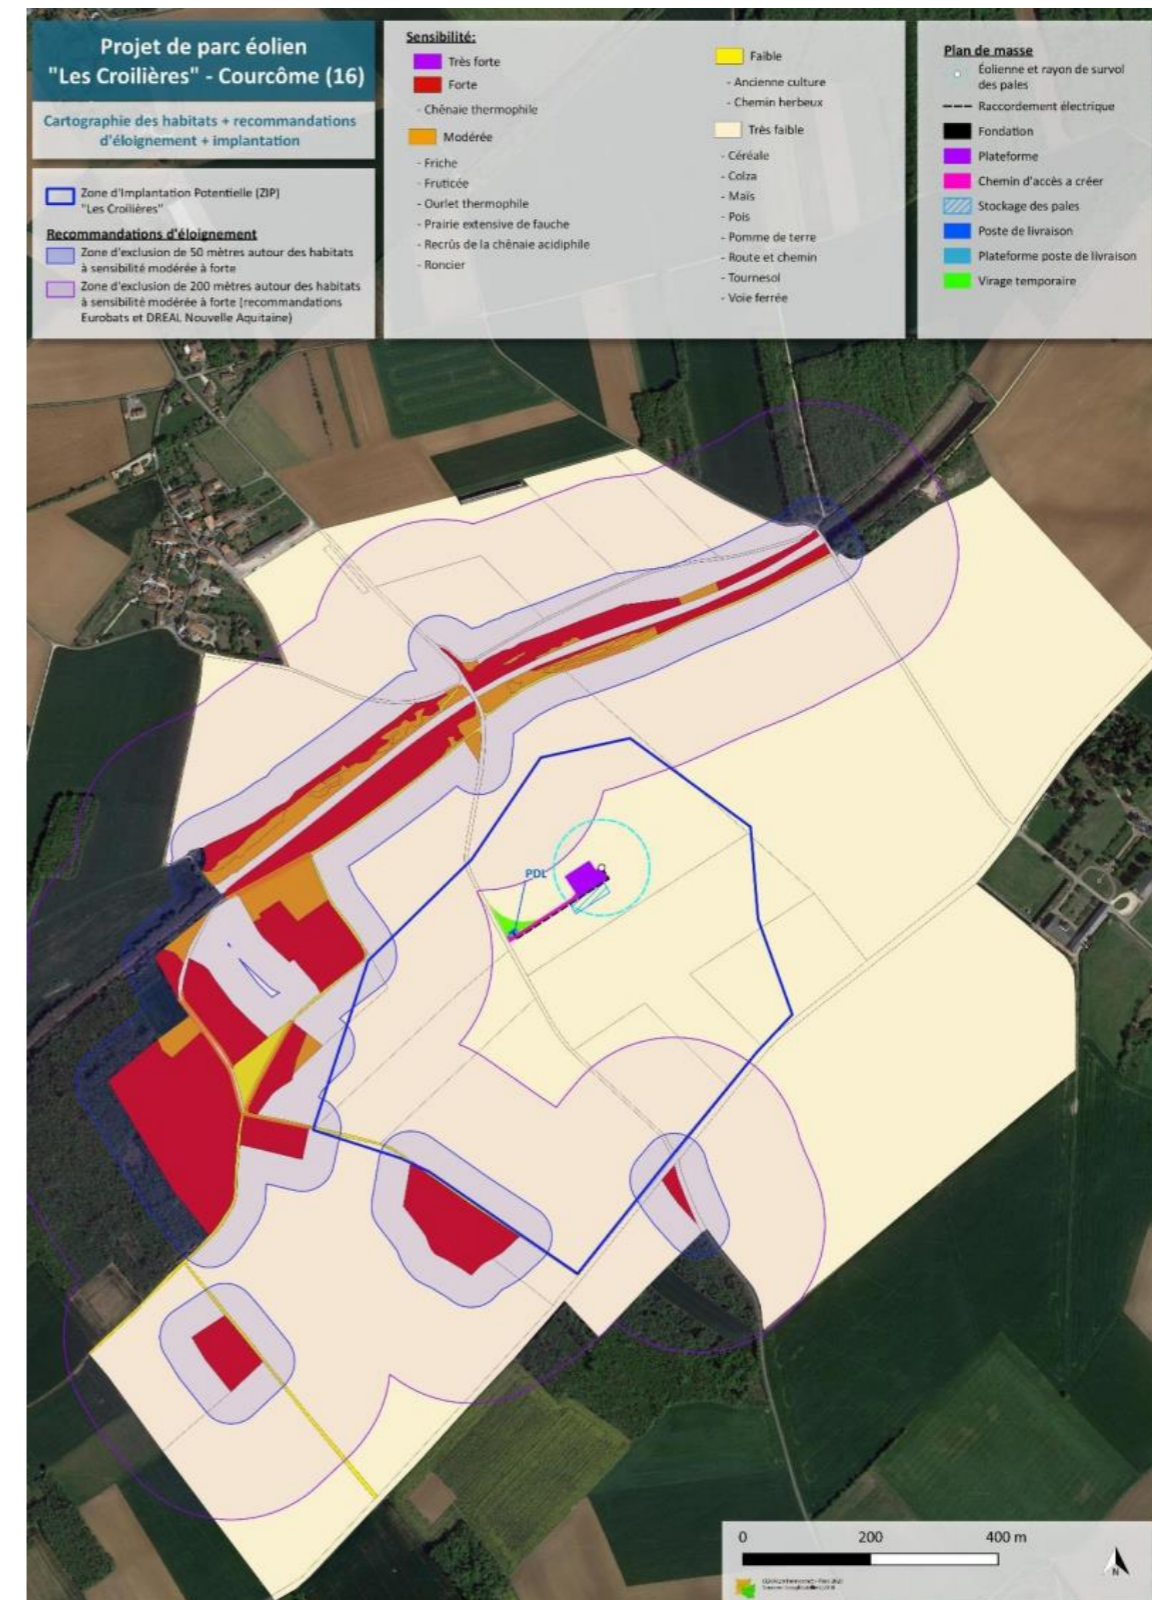 Projet de parc éolien
"Les Croilières" - Courcôme (16)
Cartographie des habitats + recommandations
d'éloignement + implantation
Zone d'Implantation Potentielle (ZIP)
"Les Croilières"
Recommandations d'éloignement
Zone d'exclusion de 50 mètres autour des habitats
à sensibilité modérée à forte
Zone d'exclusion de 200 mètres autour des habitats
à sensibilité modérée à forte (recommandations
Eurobats et DREAL Nouvelle Aquitaine)
Sensibilité:
Très forte
Forte
- Chênaie thermophile
Modérée
- Friche
- Fruticée
- Ourlet thermophile
- Prairie extensive de fauche
- Recrûs de la chênaie acidiphile
- Roncier
Faible
- Ancienne culture
- Chemin herbeux
Très faible
- Céréale
- Colza
- Maïs
- Pois
- Pomme de terre
- Route et chemin
- Tournesol
- Voie ferrée
Plan de masse
Éolienne et rayon de survol
des pales
Raccordement électrique
Fondation
Plateforme
Chemin d'accès a créer
Stockage des pales
Poste de livraison
Plateforme poste de livraison
Virage temporaire
PDL
0 200 400 m
N